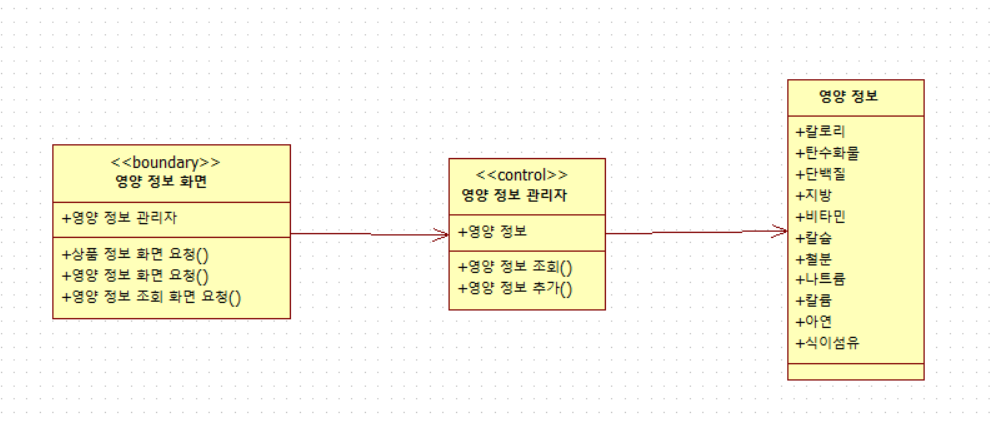 <<boundary>>
영양 정보 화면
+영양 정보 관리자
+상품 정보 화면 요청()
+영양 정보 화면 요청()
+영양 정보 조회 화면 요청()
<<control>>
영양 정보 관리자
+영양 정보
+영양 정보 조회()
+영양 정보 추가()
영양 정보
+칼로리
+탄수화물
+단백질
+지방
+비타민
+칼슘
+철분
+나트륨
+칼륨
+아연
+식이섬유